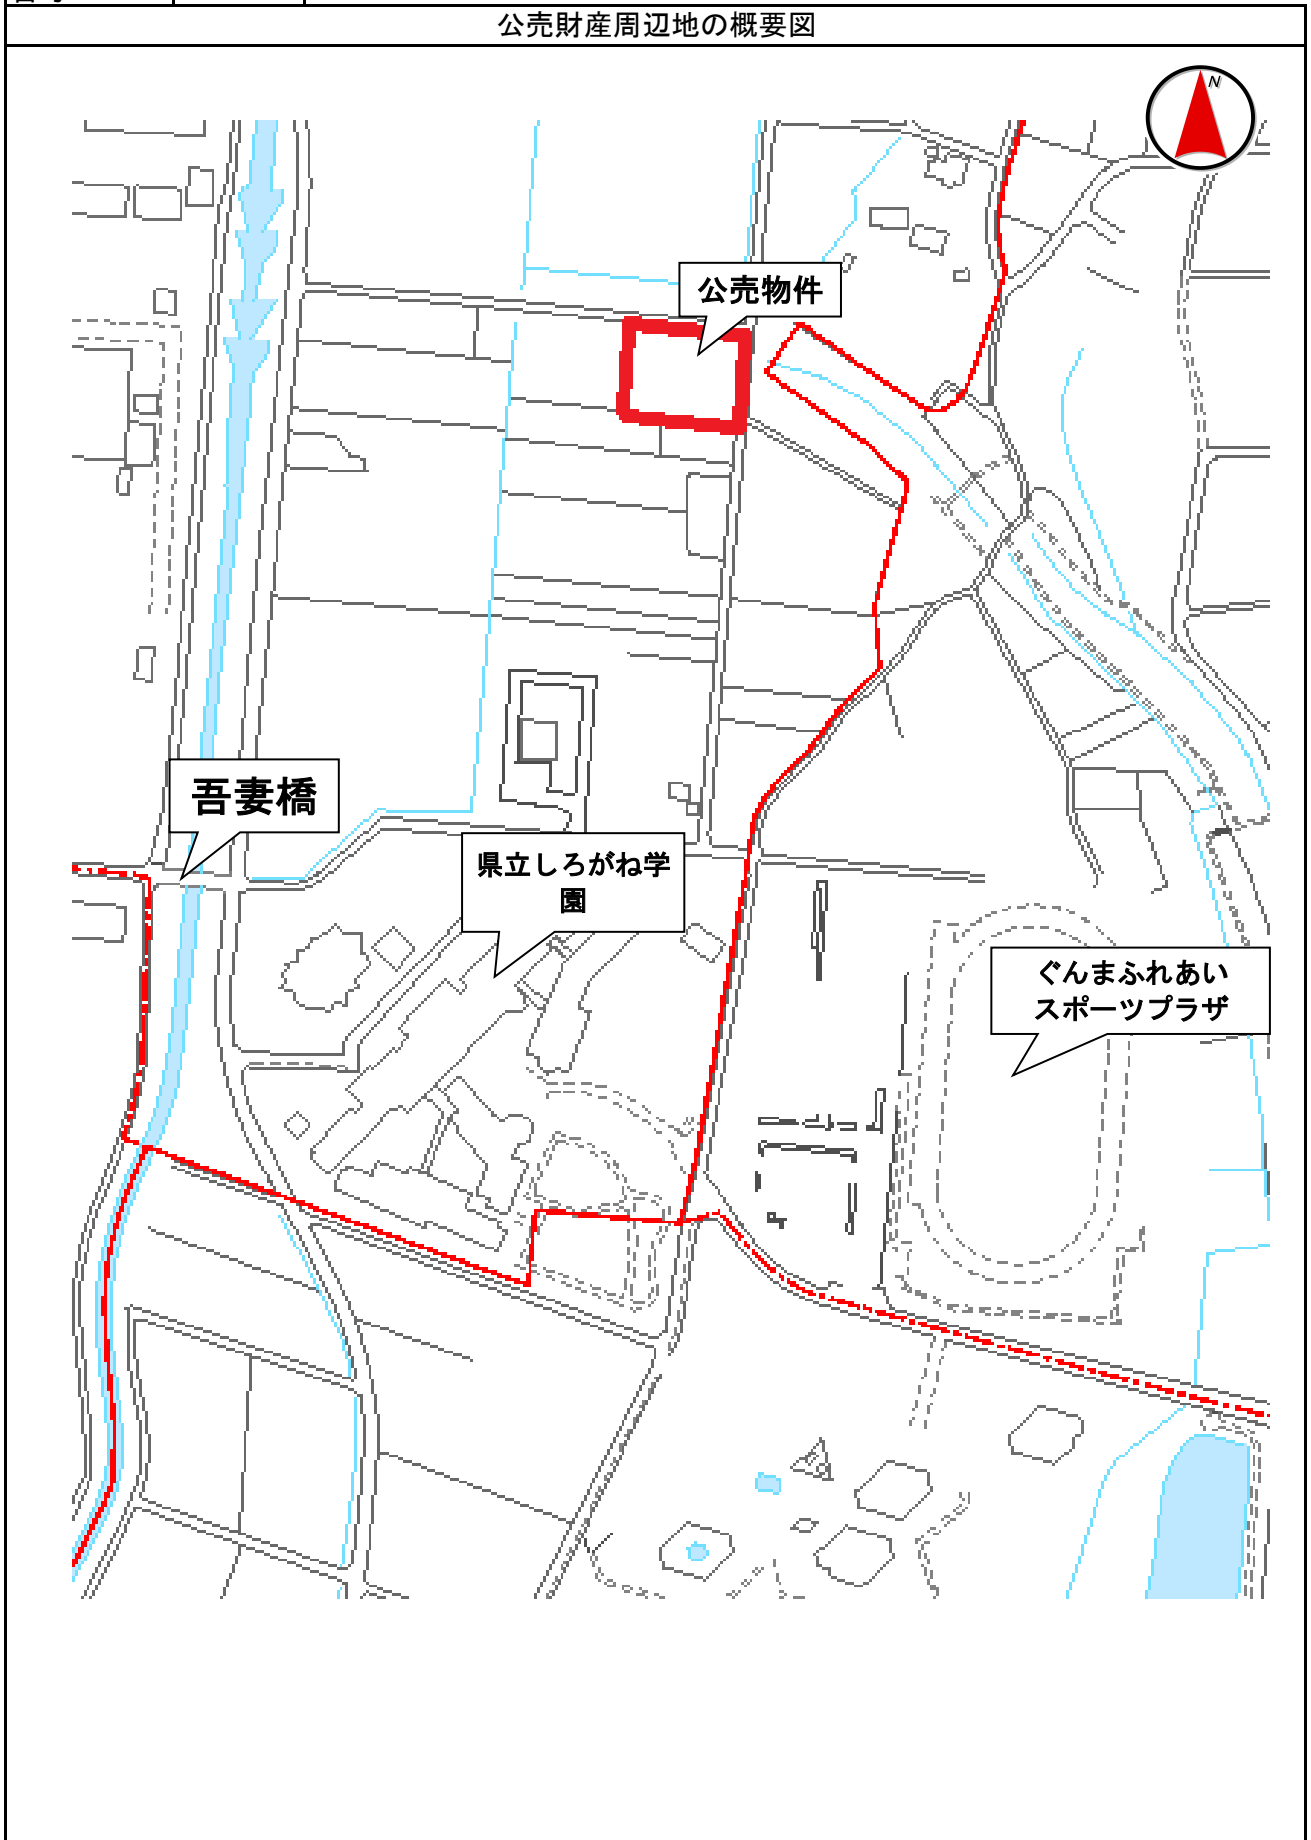 公売財産周辺地の概要図
N
公売物件
吾妻橋
県立しろがね学
園
ぐんまふれあい
スポーツプラザ